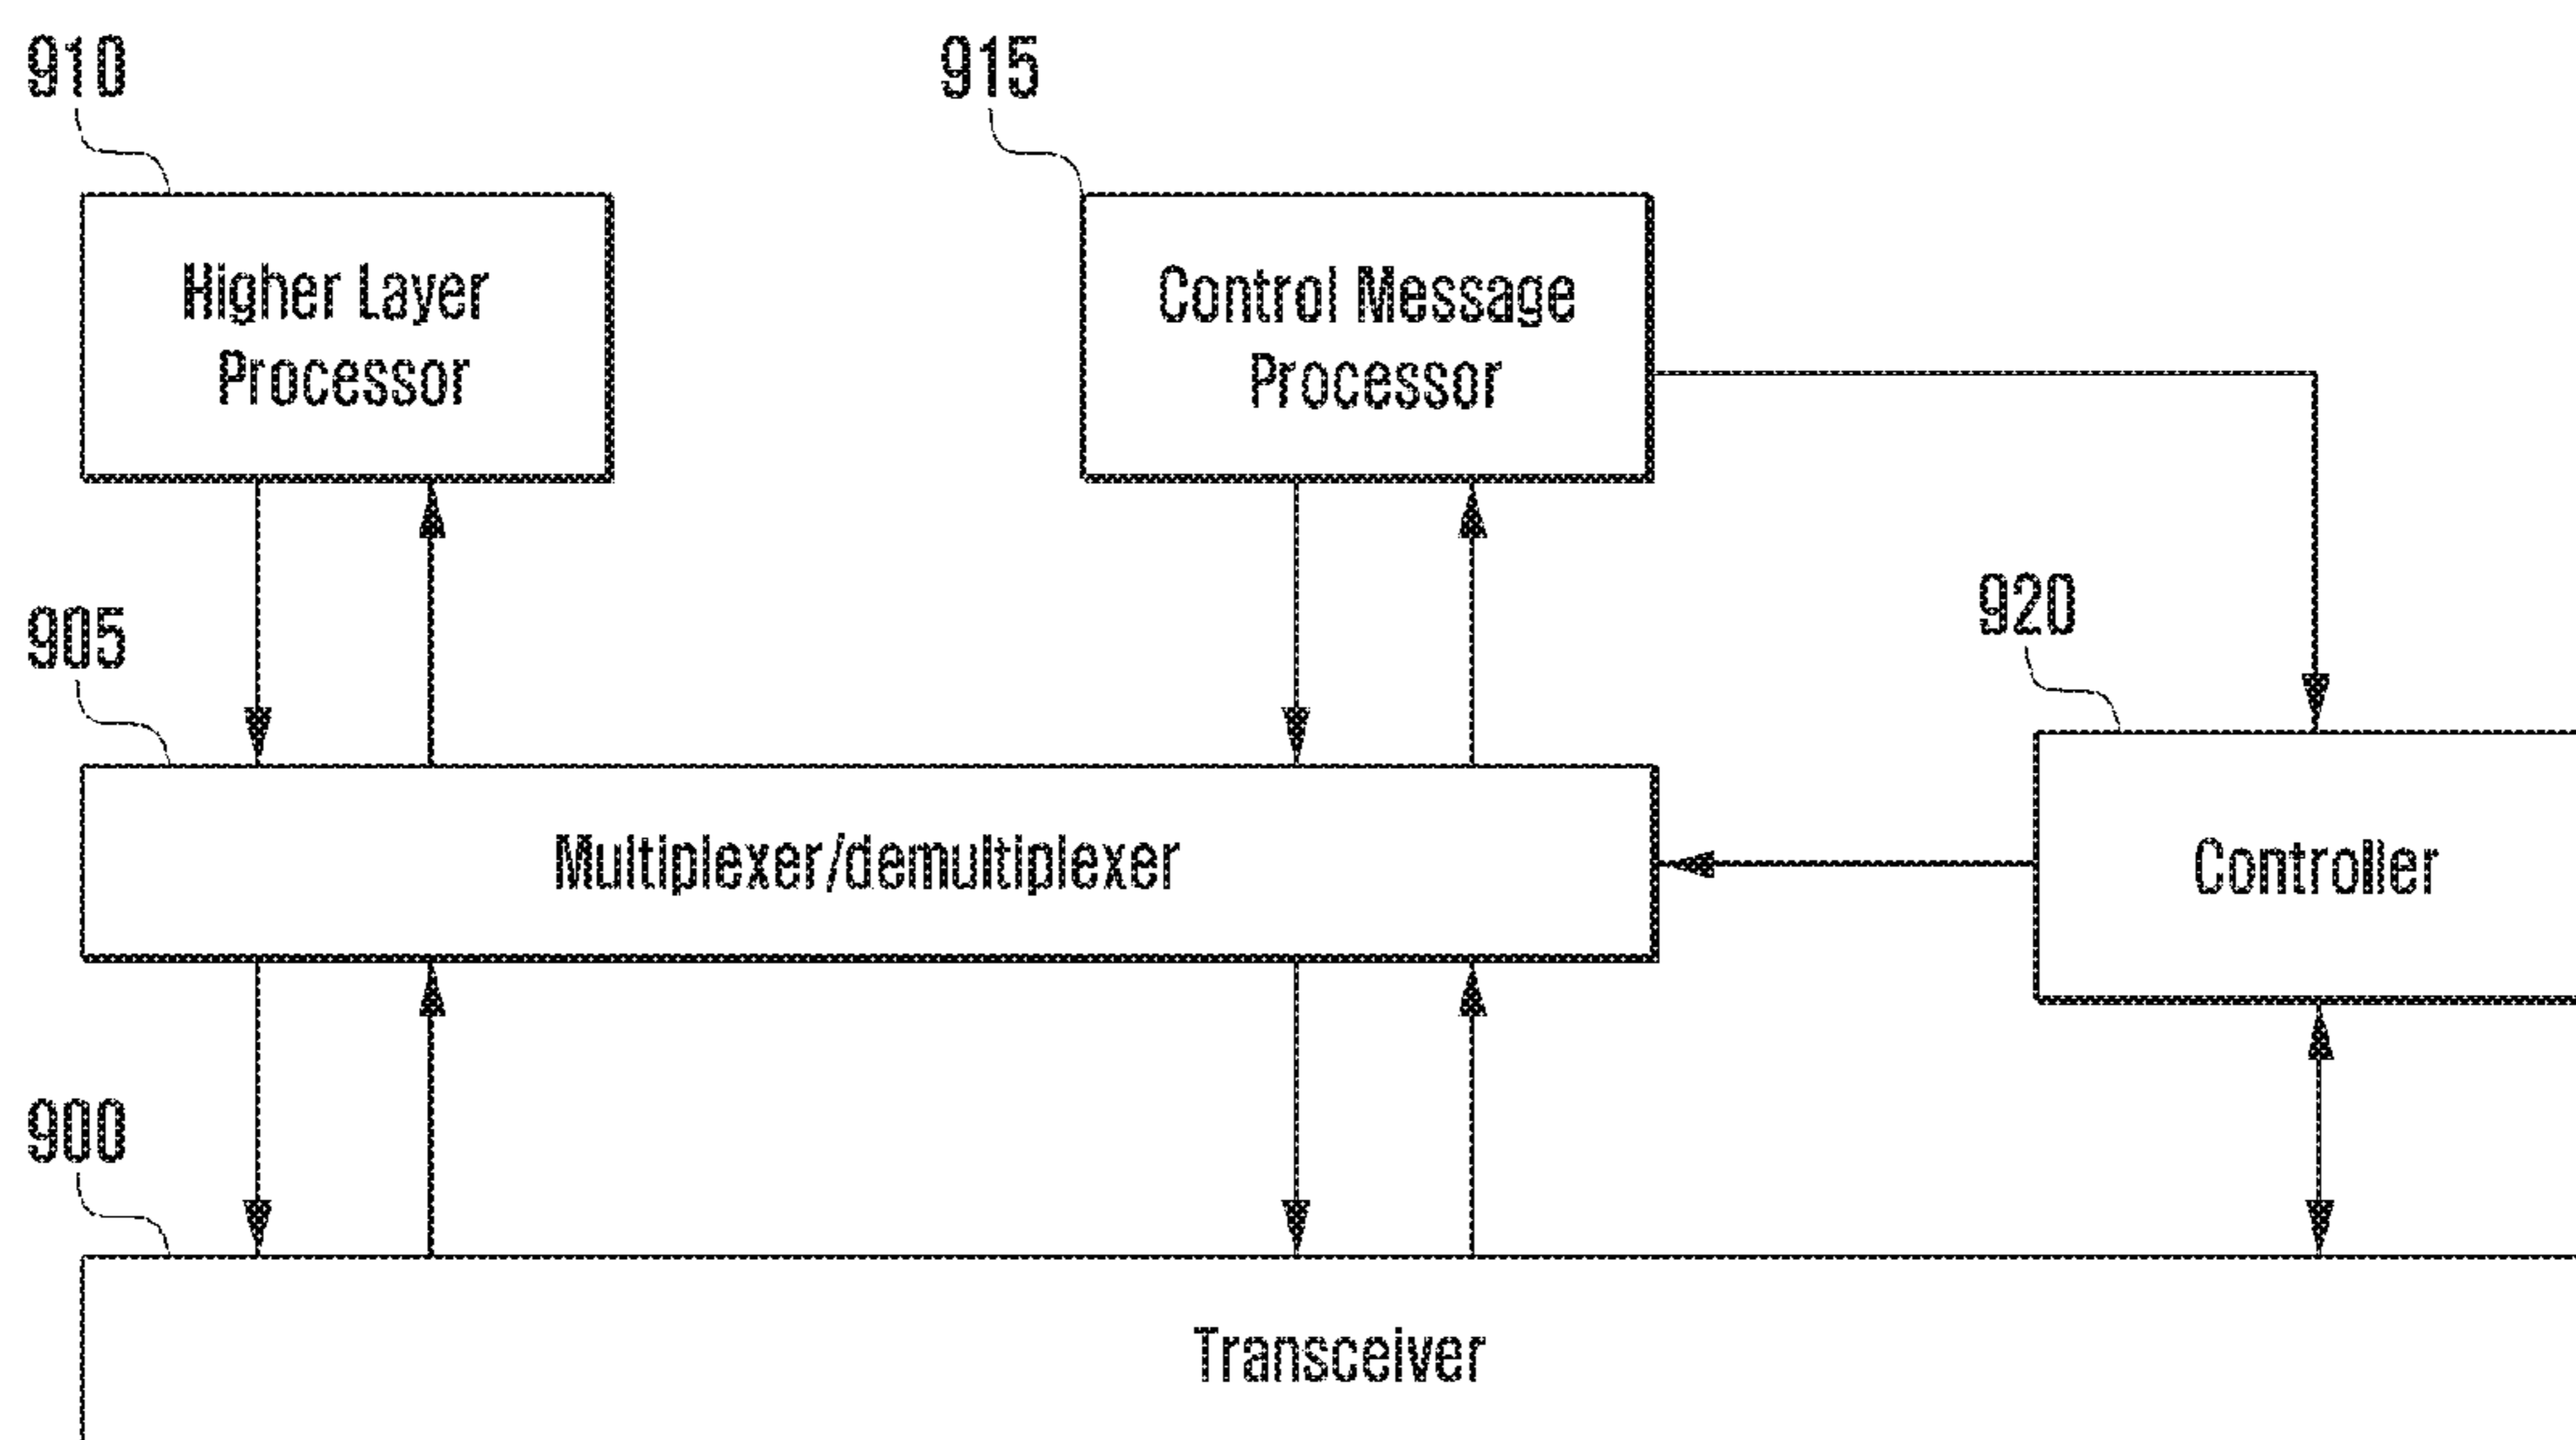 910
915
Higher Layer
Processor
Control Message
Processor
905
920
Multiplexer/demultiplexer
Controller
900
Transceiver